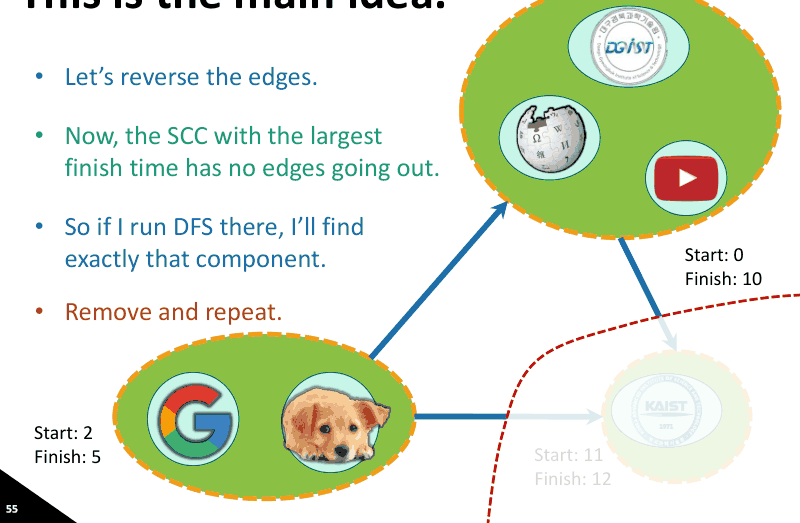 This is the main idea.
• Let’s reverse the edges.
• Now, the SCC with the largest
finish time has no edges going out.
• So if I run DFS there, I’ll find
exactly that component.
• Remove and repeat.
DGIST
Ω W
Start: 0
Finish: 10
Start: 2
Finish: 5
KAIST
Start: 11
Finish: 12
55